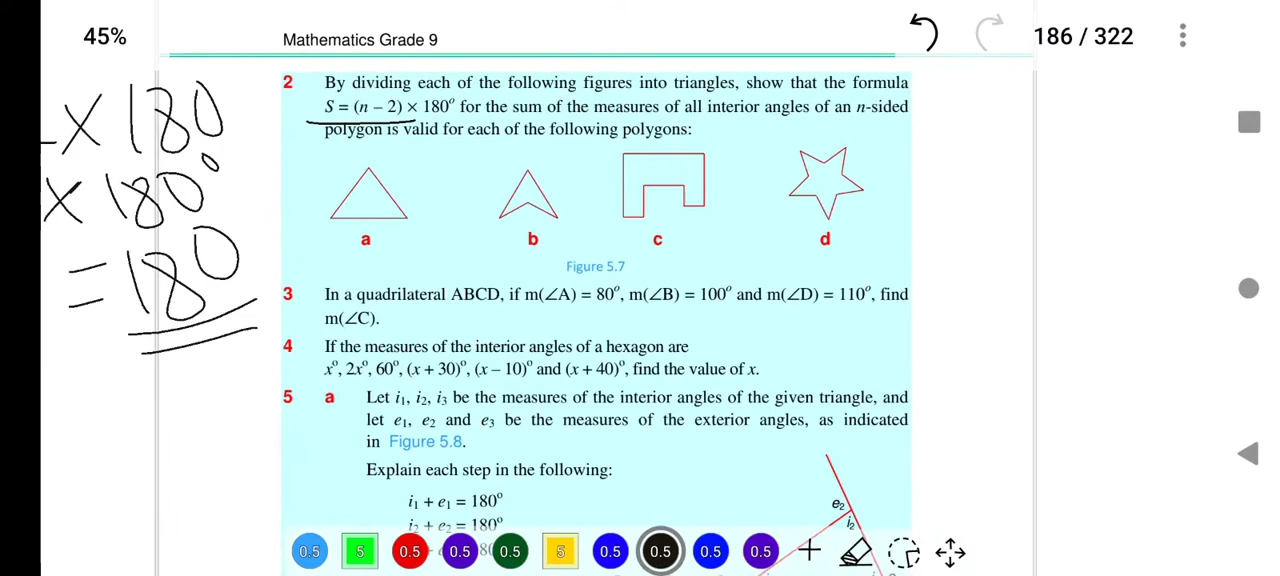 45%
Mathematics Grade 9
186 / 322
2 By dividing each of the following figures into triangles, show that the formula
S = (n – 2) × 180° for the sum of the measures of all interior angles of an n-sided
polygon is valid for each of the following polygons:
× 180
× 180°
= 180
a b c d
Figure 5.7
3 In a quadrilateral ABCD, if m(∠A) = 80°, m(∠B) = 100° and m(∠D) = 110°, find
m(∠C).
4 If the measures of the interior angles of a hexagon are
x°, 2x°, 60°, (x + 30)°, (x – 10)° and (x + 40)°, find the value of x.
5 a Let i₁, i₂, i₃ be the measures of the interior angles of the given triangle, and
let e₁, e₂ and e₃ be the measures of the exterior angles, as indicated
in Figure 5.8.
Explain each step in the following:
i₁ + e₁ = 180°
i₂ + e₂ = 180°
e₂
i₂
0.5 5 0.5 0.5 0.5 5 0.5 0.5 0.5 0.5